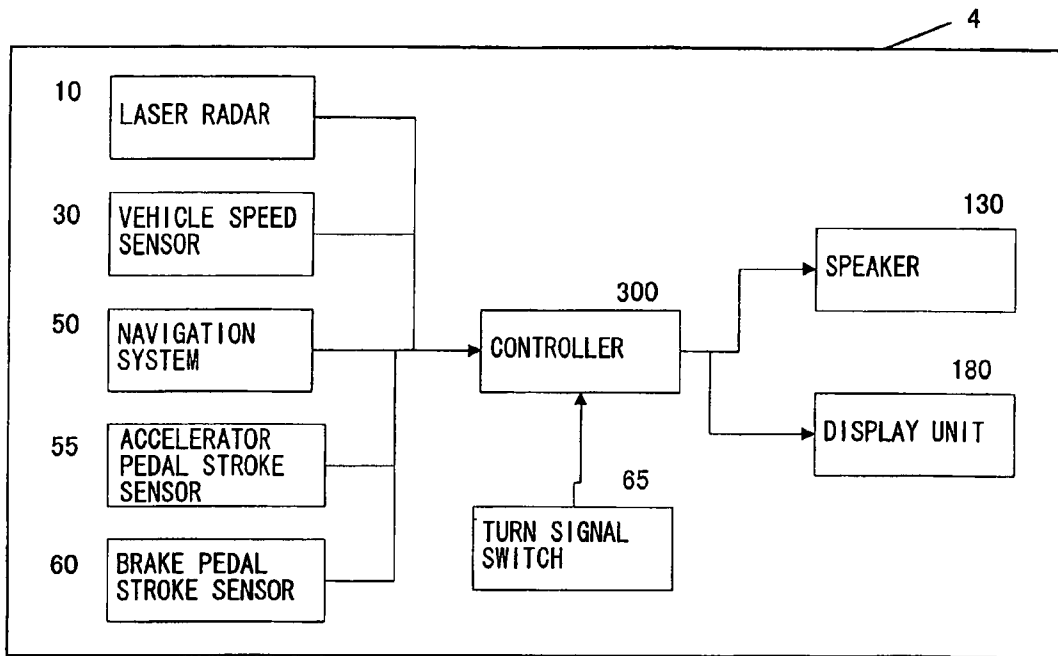 4
10
LASER RADAR
30
VEHICLE SPEED
SENSOR
50
NAVIGATION
SYSTEM
55
ACCELERATOR
PEDAL STROKE
SENSOR
60
BRAKE PEDAL
STROKE SENSOR
300
CONTROLLER
65
TURN SIGNAL
SWITCH
130
SPEAKER
180
DISPLAY UNIT